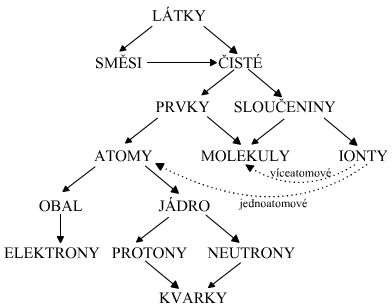 LÁTKY
SMĚSI ČISTÉ
PRVKY SLOUČENINY
ATOMY MOLEKULY IONTY
víceatomové
jednoatomové
OBAL JÁDRO
ELEKTRONY PROTONY NEUTRONY
KVARKY